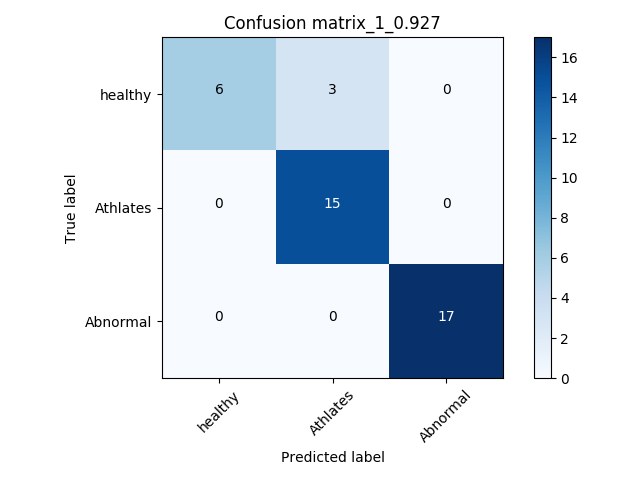 Confusion matrix_1_0.927
healthy 6 3 0
Athlates 0 15 0
Abnormal 0 0 17
True label
healthy Athlates Abnormal
Predicted label
16
14
12
10
8
6
4
2
0